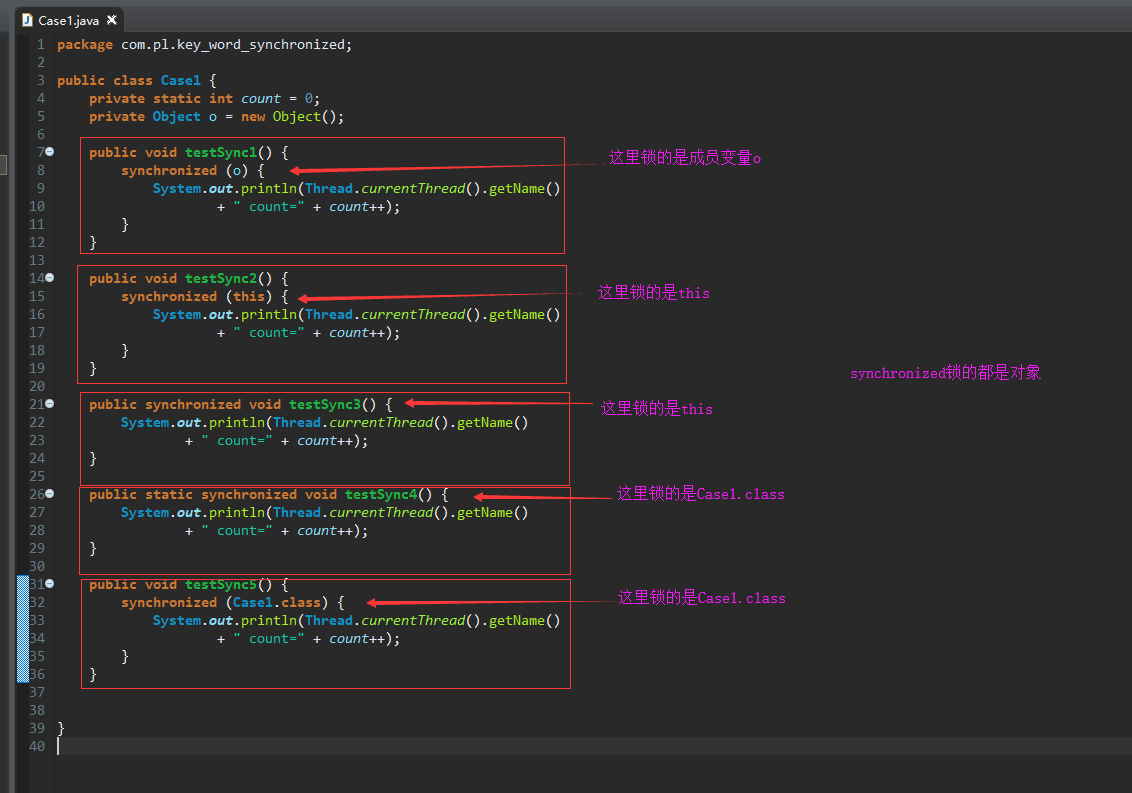 Case1.java
1 package com.pl.key_word_synchronized;
2
3 public class Case1 {
4 private static int count = 0;
5 private Object o = new Object();
6
7 public void testSync1() { 这里锁的是成员变量o
8 synchronized (o) {
9 System.out.println(Thread.currentThread().getName()
10 + " count=" + count++);
11 }
12 }
13
14 public void testSync2() { 这里锁的是this
15 synchronized (this) {
16 System.out.println(Thread.currentThread().getName()
17 + " count=" + count++);
18 }
19 }
synchronized锁的都是对象
20
21 public synchronized void testSync3() { 这里锁的是this
22 System.out.println(Thread.currentThread().getName()
23 + " count=" + count++);
24 }
25
26 public static synchronized void testSync4() { 这里锁的是Case1.class
27 System.out.println(Thread.currentThread().getName()
28 + " count=" + count++);
29 }
30
31 public void testSync5() {
32 synchronized (Case1.class) { 这里锁的是Case1.class
33 System.out.println(Thread.currentThread().getName()
34 + " count=" + count++);
35 }
36 }
37
38
39 }
40